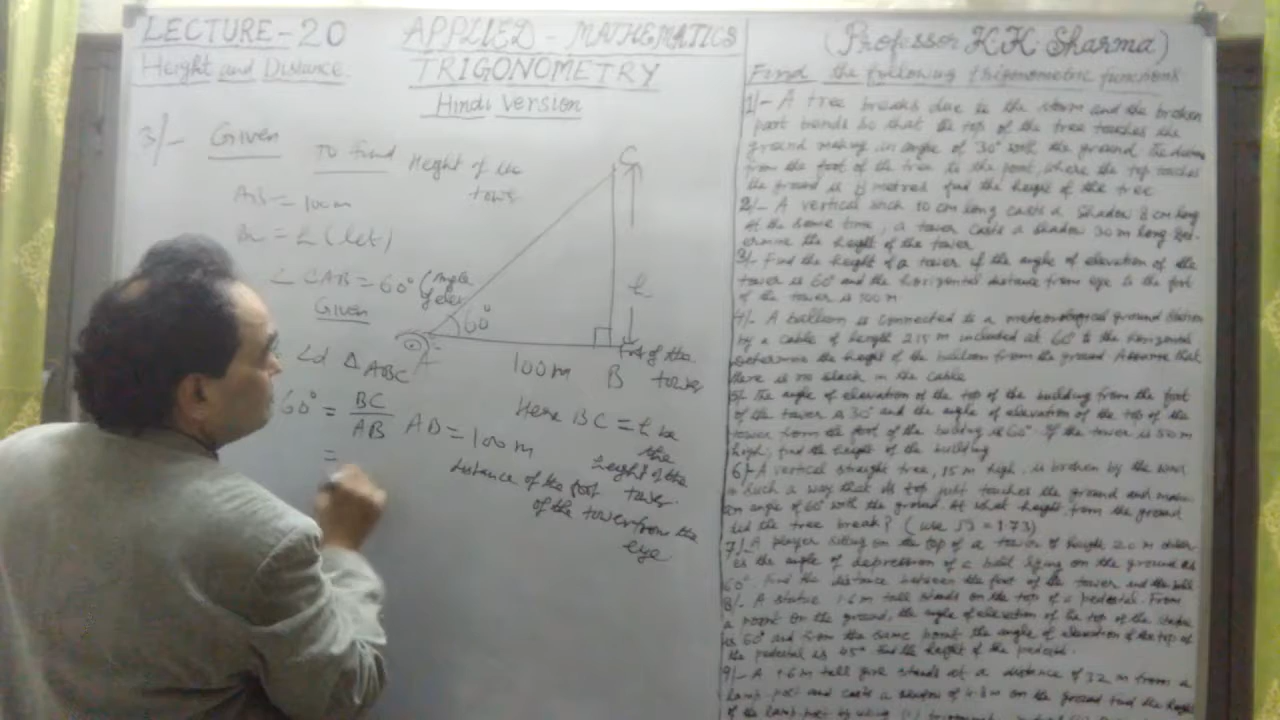 LECTURE-20
APPLIED-MATHEMATICS
(Professor K.K. Sharma)
Height and Distance
TRIGONOMETRY
Hindi Version
3/- Given
To find Height of the
tower
AB = 100m
BC = h (let)
∠ CAB = 60° (Angle
of elev
Given
C
h
60°
A
100m
B
Foot of the
tower
△ ABC
60° = BC
AB
=
AB = 100m
distance of the foot
of the tower from the
eye
Here BC = h be
the
height of the
tower.
Find the following trigonometric functions
1/- A tree breaks due to the storm and the broken
part bends so that the top of the tree touches the
ground making an angle of 30° with the ground. The distance
from the foot of the tree to the point where the top touches
the ground is 8 metres find the height of the tree
2/- A vertical stick 10 cm long casts a shadow 8 cm long
At the same time, a tower casts a shadow 30 m long Det-
ermine the height of the tower
3/- Find the height of a tower if the angle of elevation of the
tower is 60° and the horizontal distance from eye to the foot
of the tower is 100 m
4/- A balloon is connected to a meteorological ground station
by a cable of length 215 m inclined at 60° to the horizontal
Determine the height of the balloon from the ground Assume that
there is no slack in the cable
5/- The angle of elevation of the top of the building from the foot
of the tower is 30° and the angle of elevation of the top of the
tower from the foot of the building is 60°. If the tower is 50 m
high, find the height of the building
6/- A vertical straight tree, 15 m high, is broken by the wind
in such a way that its top just touches the ground and makes
an angle of 60° with the ground. At what height from the ground
did the tree break? (use √3 = 1.73)
7/- A player sitting on the top of a tower of height 20 m observ
es the angle of depression of a ball lying on the ground as
60°. Find the distance between the foot of the tower and the ball
8/- A statue 1.6 m tall stands on the top of a pedestal. From
a point on the ground, the angle of elevation of the top of the statue
is 60° and from the same point the angle of elevation of the top of
the pedestal is 45° Find the height of the pedestal.
9/- A 1.6 m tall girl stands at a distance of 3.2 m from a
lamp-post and casts a shadow of 4.8 m on the ground Find the height
of the lamp-post by using (i)